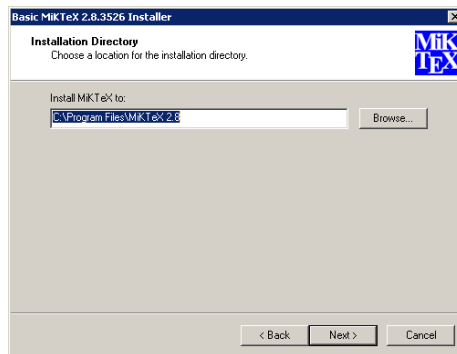 Basic MiKTeX 2.8.3526 Installer
Installation Directory
Choose a location for the installation directory.
MiK
TEX
Install MiKTeX to:
C:\Program Files\MiKTeX 2.8
Browse...
< Back
Next >
Cancel